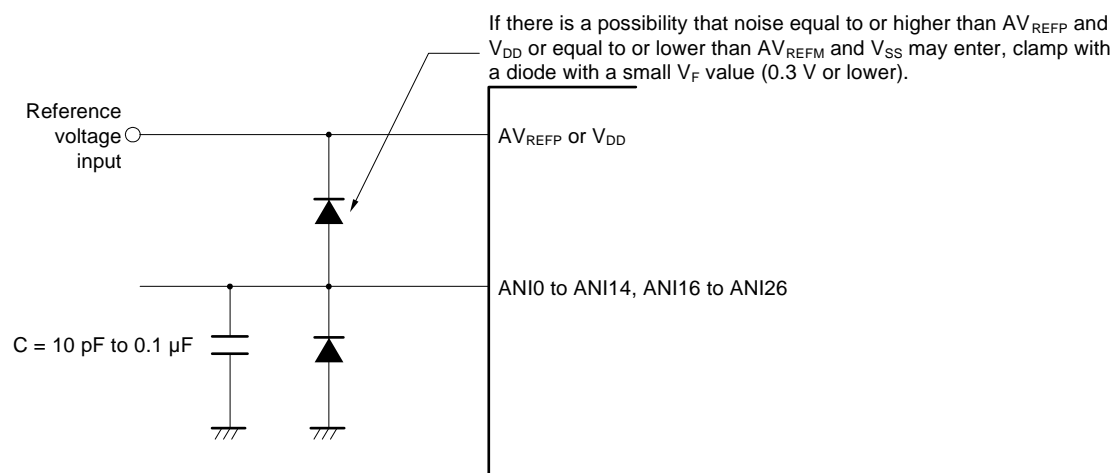 If there is a possibility that noise equal to or higher than AVREFP and
VDD or equal to or lower than AVREFM and VSS may enter, clamp with
a diode with a small VF value (0.3 V or lower).
Reference
voltage
input
AVREFP or VDD
ANI0 to ANI14, ANI16 to ANI26
C = 10 pF to 0.1 µF